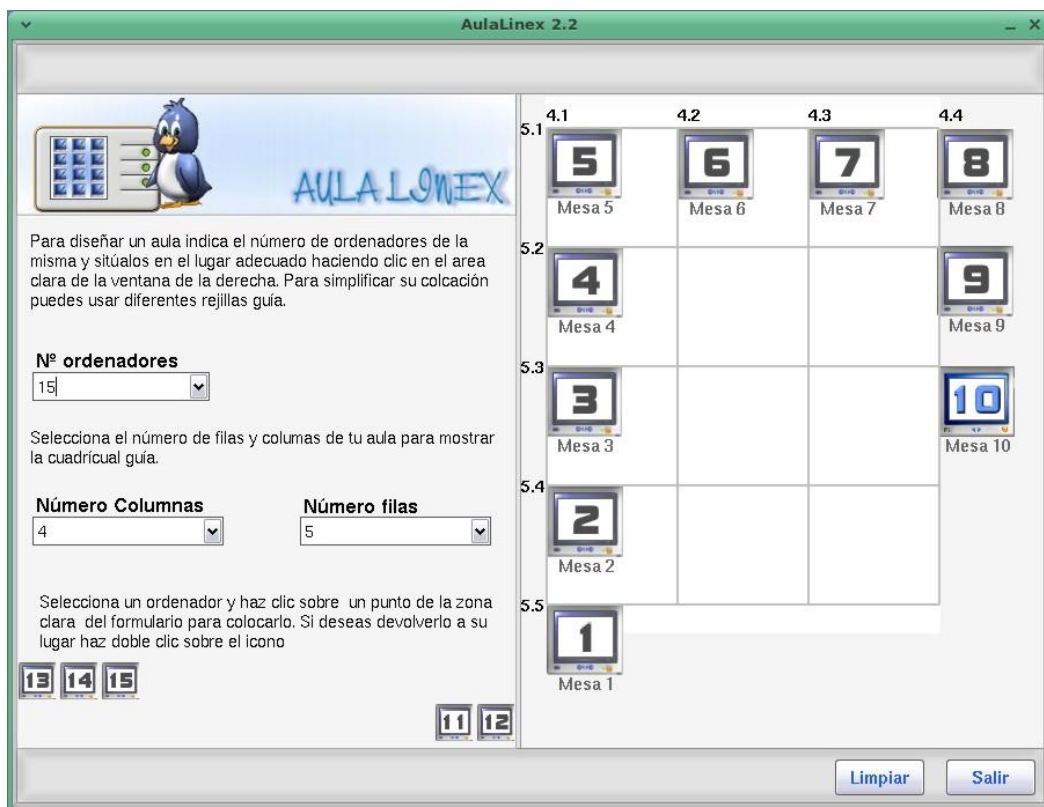 AulaLinex 2.2
AULA LINEX
Para diseñar un aula indica el número de ordenadores de la
misma y sitúalos en el lugar adecuado haciendo clic en el area
clara de la ventana de la derecha. Para simplificar su colcación
puedes usar diferentes rejillas guía.
Nº ordenadores
15
Selecciona el número de filas y columas de tu aula para mostrar
la cuadrícual guía.
Número Columnas
Número filas
4
5
Selecciona un ordenador y haz clic sobre un punto de la zona
clara del formulario para colocarlo. Si deseas devolverlo a su
lugar haz doble clic sobre el icono
13 14 15
11 12
4.1 4.2 4.3 4.4
5.1
5 6 7 8
Mesa 5 Mesa 6 Mesa 7 Mesa 8
5.2
4 9
Mesa 4 Mesa 9
5.3
3 10
Mesa 3 Mesa 10
5.4
2
Mesa 2
5.5
1
Mesa 1
Limpiar Salir